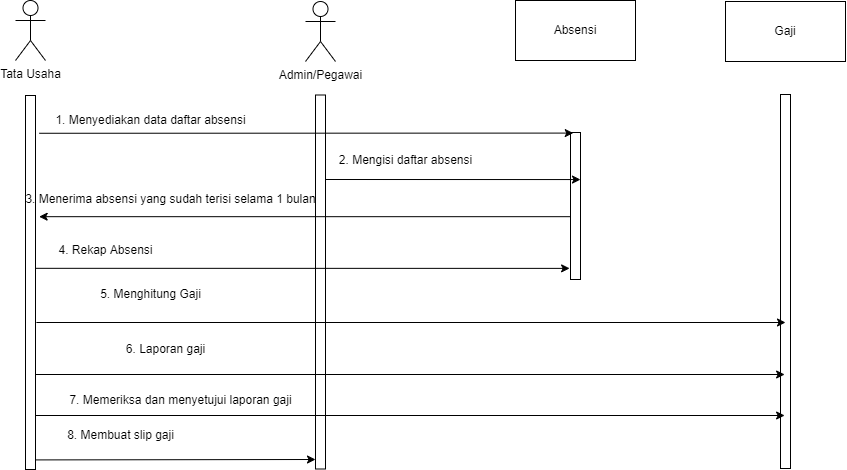 Tata Usaha
Admin/Pegawai
Absensi
Gaji
1. Menyediakan data daftar absensi
2. Mengisi daftar absensi
3. Menerima absensi yang sudah terisi selama 1 bulan
4. Rekap Absensi
5. Menghitung Gaji
6. Laporan gaji
7. Memeriksa dan menyetujui laporan gaji
8. Membuat slip gaji